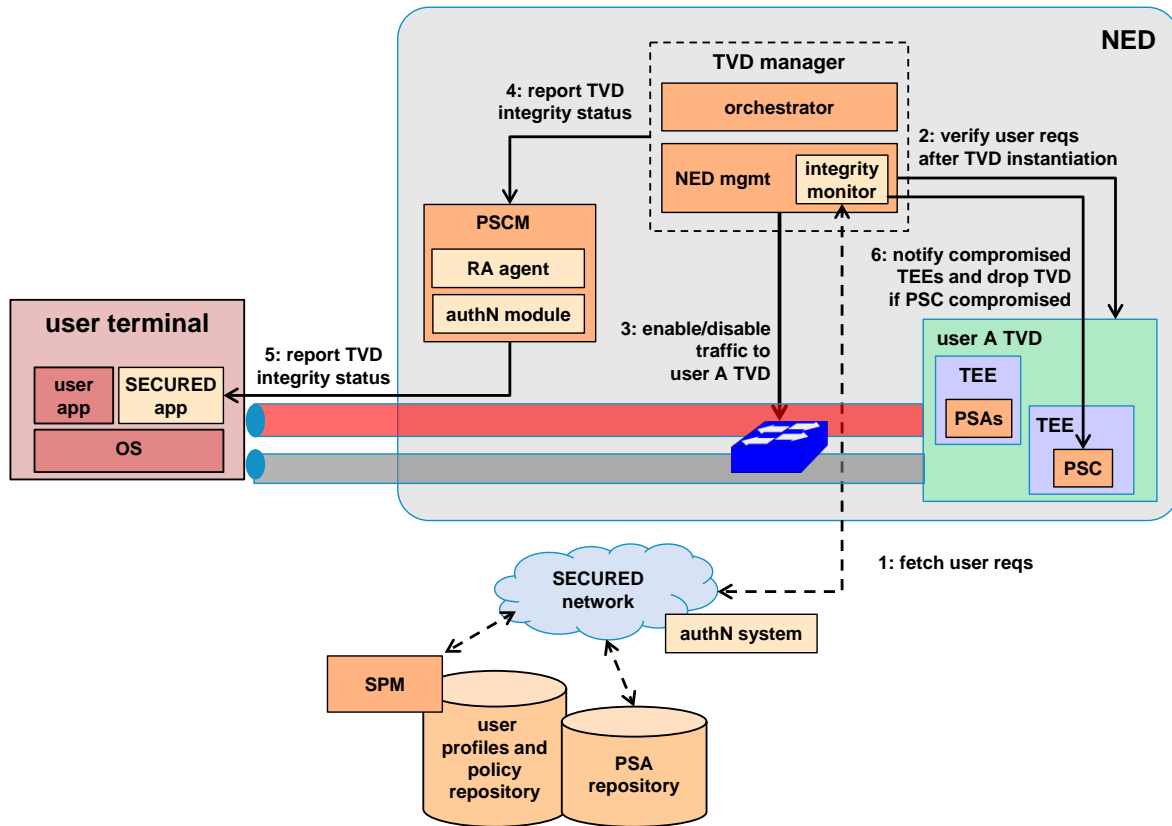 NED
TVD manager
orchestrator
NED mgmt
integrity
monitor
4: report TVD
integrity status
2: verify user reqs
after TVD instantiation
PSCM
RA agent
authN module
6: notify compromised
TEEs and drop TVD
if PSC compromised
user terminal
user
app
SECURED
app
OS
5: report TVD
integrity status
3: enable/disable
traffic to
user A TVD
user A TVD
TEE
PSAs
TEE
PSC
1: fetch user reqs
SECURED
network
authN system
SPM
user
profiles and
policy
repository
PSA
repository